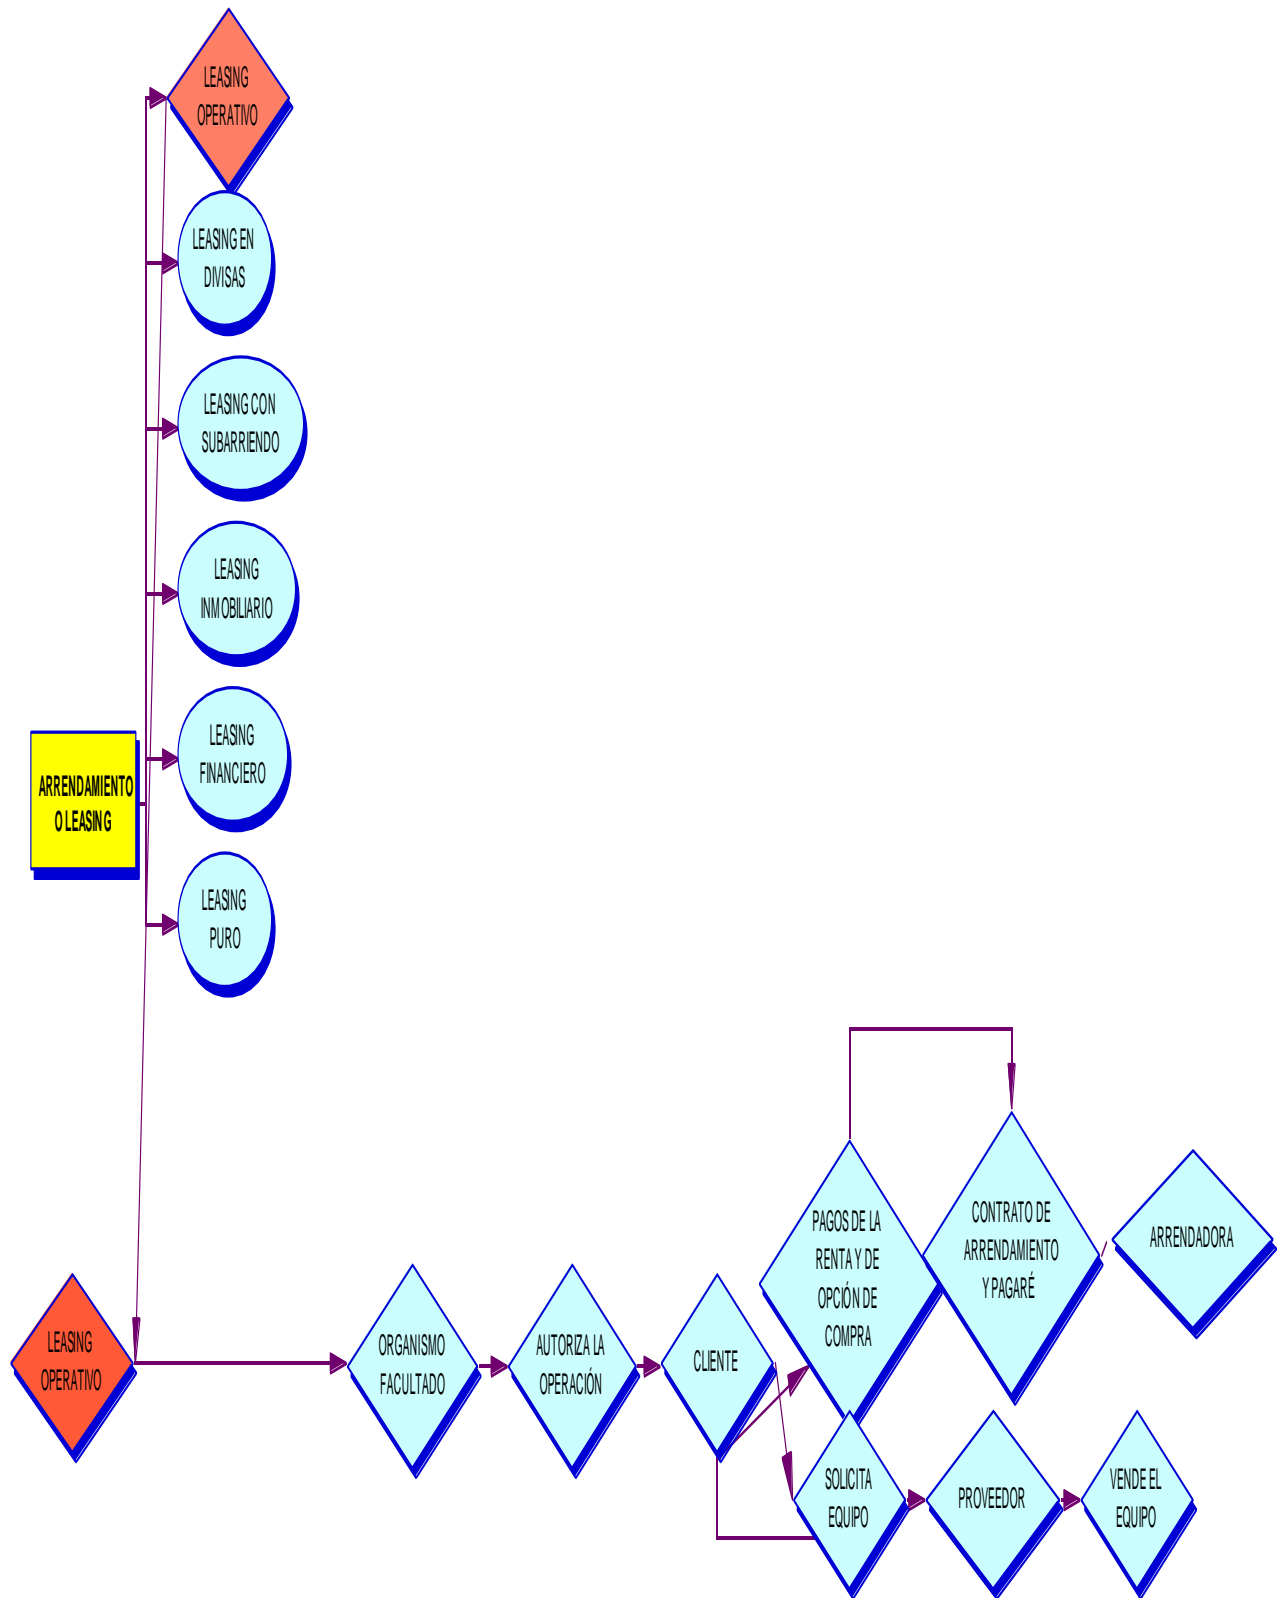 LEASING
OPERATIVO
LEASING EN
DIVISAS
LEASING CON
SUBARRIENDO
LEASING
INMOBILIARIO
LEASING
FINANCIERO
ARRENDAMIENTO
O LEASING
LEASING
PURO
LEASING
OPERATIVO
ORGANISMO
FACULTADO
AUTORIZA LA
OPERACIÓN
CLIENTE
PAGOS DE LA
RENTA Y DE
OPCIÓN DE
COMPRA
CONTRATO DE
ARRENDAMIENTO
Y PAGARÉ
ARRENDADORA
SOLICITA
EQUIPO
PROVEEDOR
VENDE EL
EQUIPO